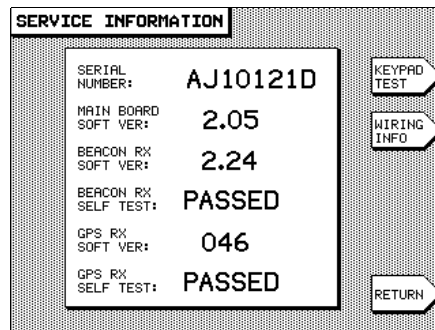 SERVICE INFORMATION
SERIAL
NUMBER: AJ10121D
MAIN BOARD
SOFT VER: 2.05
BEACON RX
SOFT VER: 2.24
BEACON RX
SELF TEST: PASSED
GPS RX
SOFT VER: 046
GPS RX
SELF TEST: PASSED
KEYPAD
TEST
WIRING
INFO
RETURN